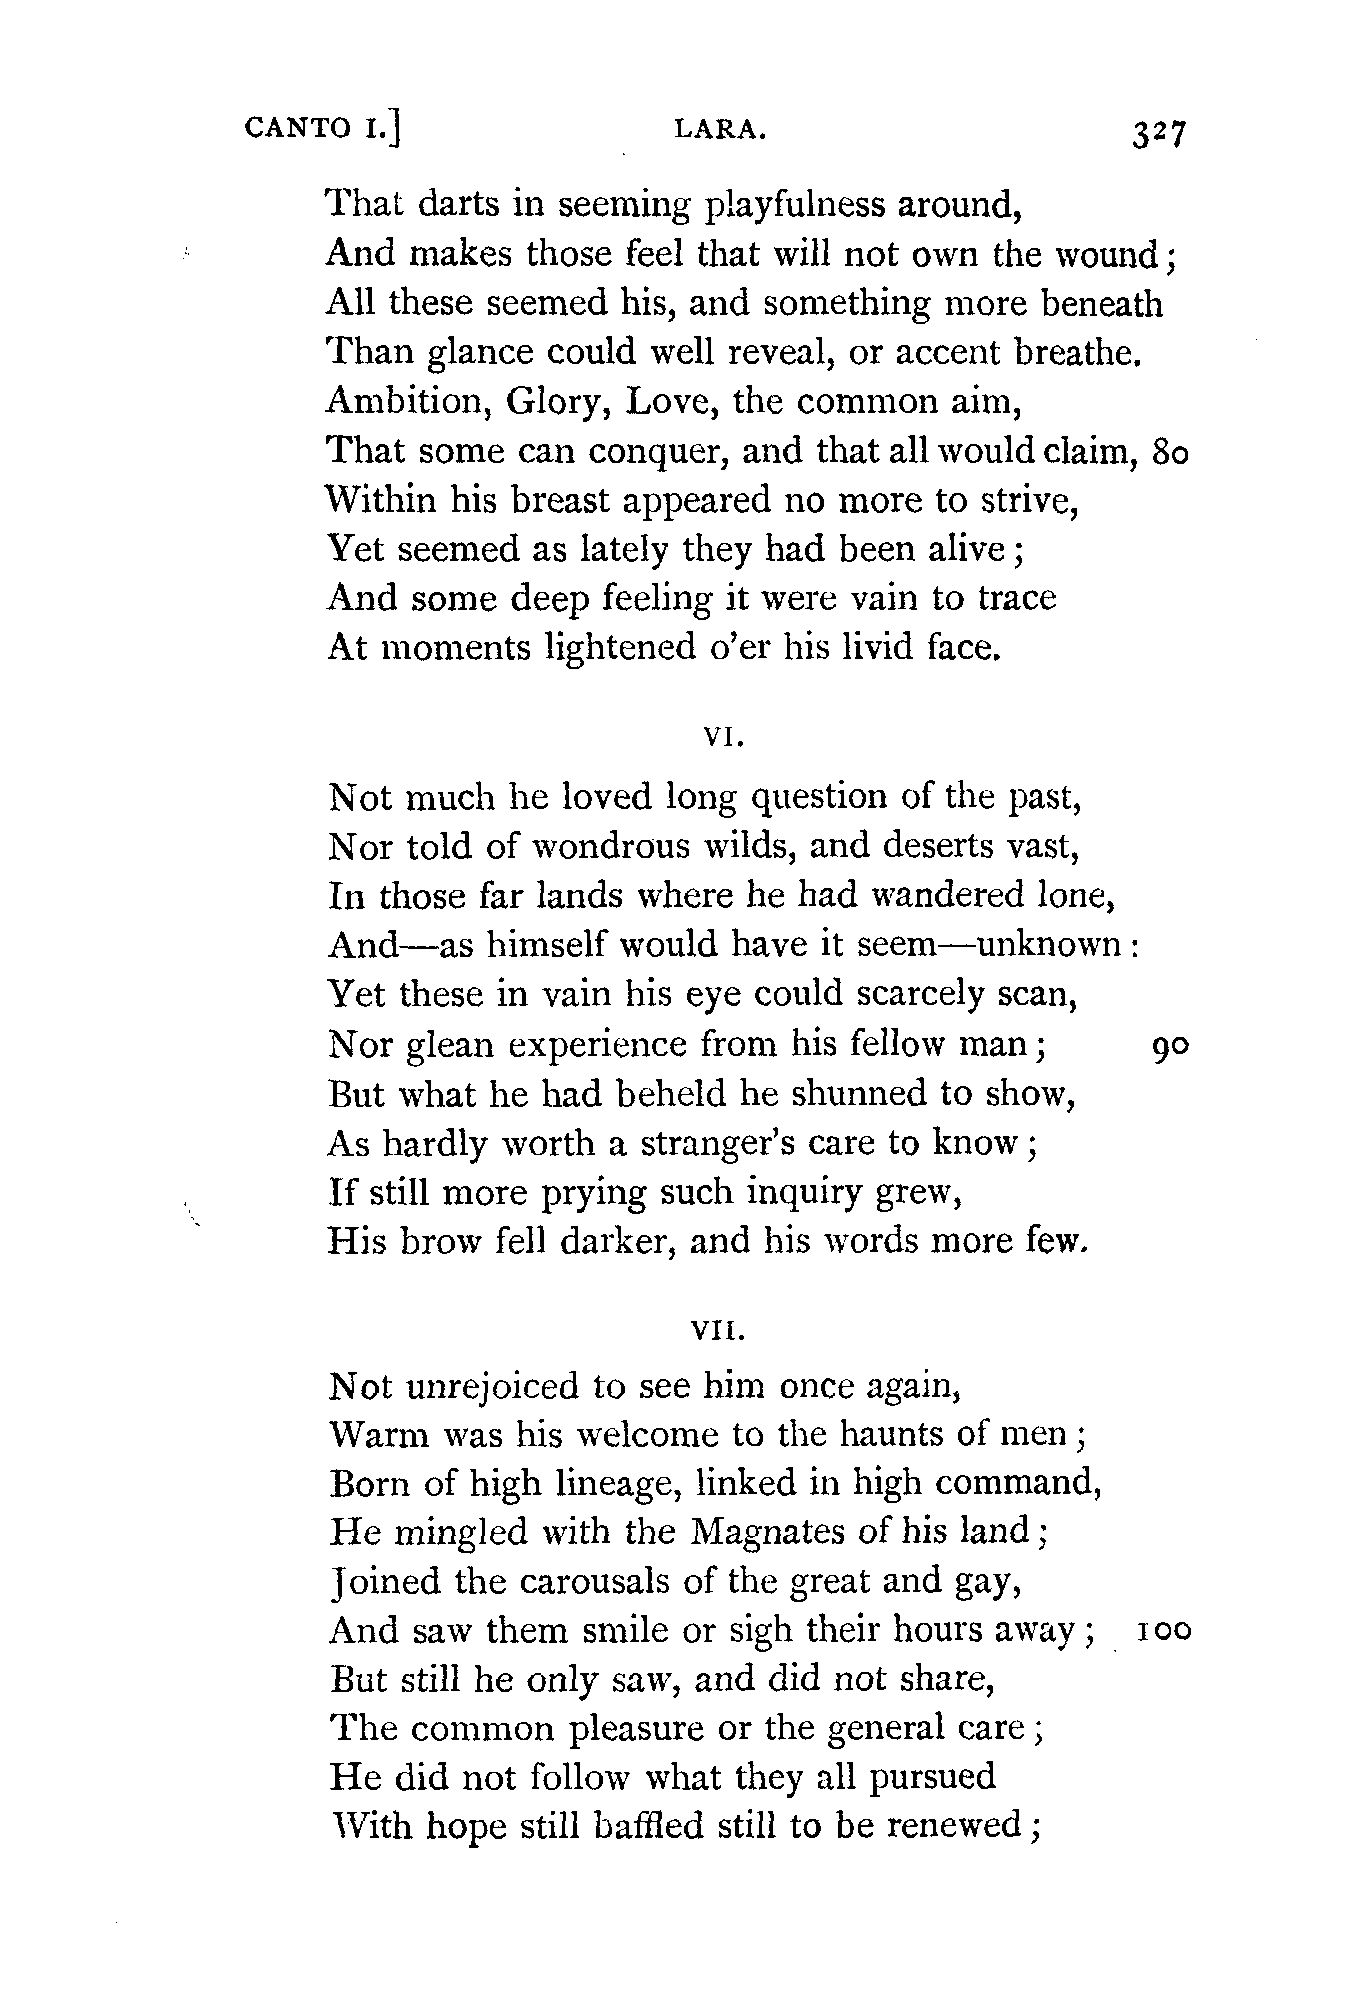 CANTO I.] LARA. 327
That darts in seeming playfulness around,
And makes those feel that will not own the wound;
All these seemed his, and something more beneath
Than glance could well reveal, or accent breathe.
Ambition, Glory, Love, the common aim,
That some can conquer, and that all would claim, 80
Within his breast appeared no more to strive,
Yet seemed as lately they had been alive;
And some deep feeling it were vain to trace
At moments lightened o'er his livid face.
VI.
Not much he loved long question of the past,
Nor told of wondrous wilds, and deserts vast,
In those far lands where he had wandered lone,
And—as himself would have it seem—unknown:
Yet these in vain his eye could scarcely scan,
Nor glean experience from his fellow man; 90
But what he had beheld he shunned to show,
As hardly worth a stranger's care to know;
If still more prying such inquiry grew,
His brow fell darker, and his words more few.
VII.
Not unrejoiced to see him once again,
Warm was his welcome to the haunts of men;
Born of high lineage, linked in high command,
He mingled with the Magnates of his land;
Joined the carousals of the great and gay,
And saw them smile or sigh their hours away; 100
But still he only saw, and did not share,
The common pleasure or the general care;
He did not follow what they all pursued
With hope still baffled still to be renewed;